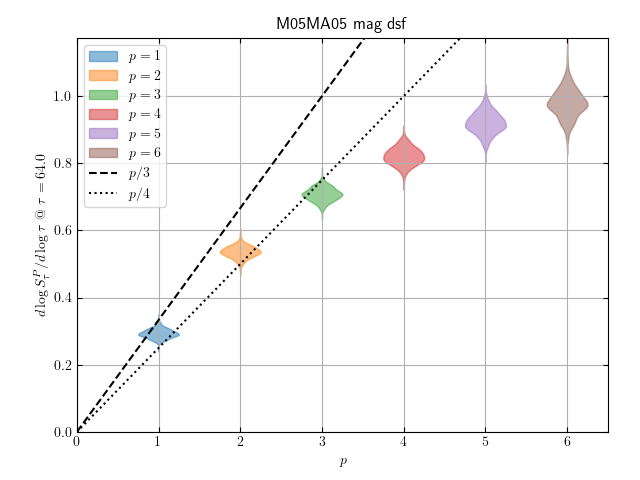 M05MA05 mag dsf
d log S_τ^P / d log τ @ τ = 64.0
1.0
0.8
0.6
0.4
0.2
0.0
p = 1
p = 2
p = 3
p = 4
p = 5
p = 6
p/3
p/4
0 1 2 3 4 5 6
p